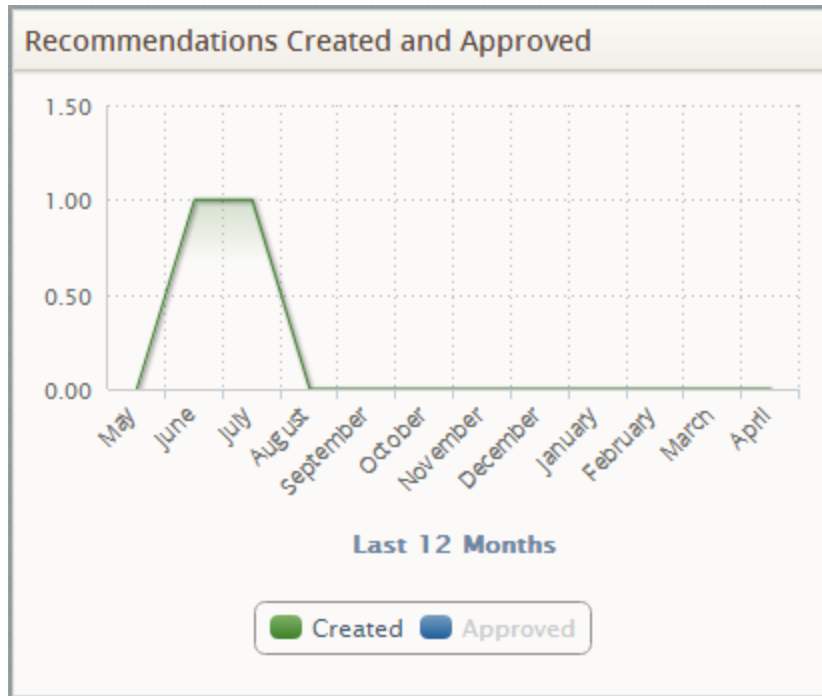 Recommendations Created and Approved
1.50
1.00
0.50
0.00
May June July August September October November December January February March April
Last 12 Months
Created Approved